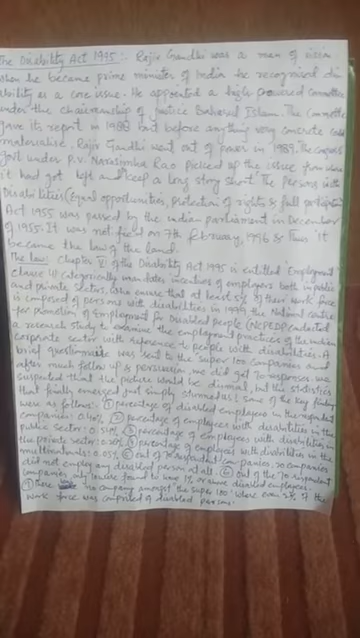 The Disability Act 1995 :- Rajiv Gandhi was a man of vision
when he became prime minister of India he recognised dis
ability as a core issue. He appointed a high powered Committee
under the chairmanship of Justice Baharul Islam. The Committe
gave its report in 1988 but before anything very concrete could
materialise, Rajiv Gandhi went out of power in 1989. The congress
govt under P.V. Narasimha Rao picked up the issue from where
it had got left and keep a long story short "The persons with
Disabilities (Equal opportunities, protection of rights & full participation
Act 1955 was passed by the Indian parliament in December
of 1955. It was not fied on 7th february, 1996 & thus it
became the law of the land.
The law: Chapter VI of the Disability Act 1995 is entitled 'Employment'
Clause 41 categorically mandates incentives of employers both in public
and private sectors, to ensure that at least 5% of their work force
is composed of persons with disabilities in 1999 the National centre
for promotion of Employment for Disabled people (NCPEDP) conducted
a research study to examine the employment practices of the Indian
corporate sector with reference to people with disabilities. A
brief questionnaire was sent to the super 100 companies and
after much follow up & persuasion, we did get 70 responses we
suspected that the picture would be dismal, but the statistics
that finally emerged just simply stunned us! some of the key findings
were as follows: ① percentage of disabled employees in the respondent
companies: 0.40% ② percentage of employees with disabilities in the
public sector: 0.54% ③ percentage of employees with disabilities in
the private sector: 0.28% ④ percentage of employees with disabilities in the
multinationals: 0.05% ⑤ out of 70 respondent companies, 20 companies
did not employ any disabled person at all. ⑥ out of the 70 respondent
companies only 10 were found to have 1% or more disabled employees.
⑦ there was no company amongst the super 100 where even 2% of the
work force was comprised of disabled persons.